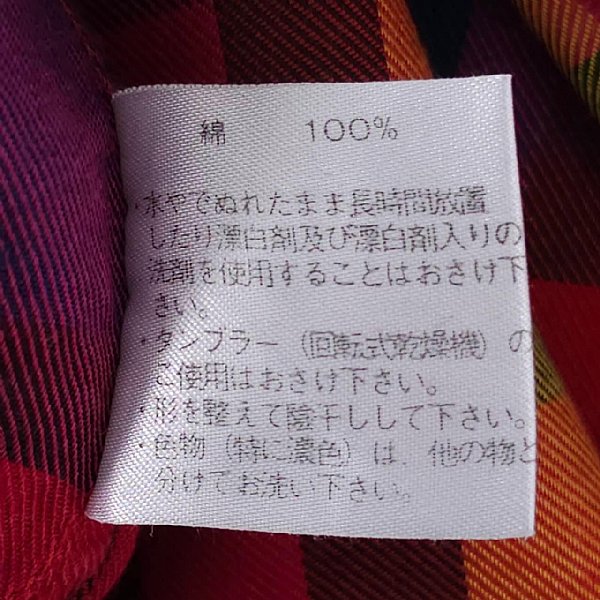 綿 100%
・水やでぬれたまま長時間放置
したり漂白剤及び漂白剤入りの
洗剤を使用することはおさけ下
さい。
・タンブラー(回転式乾燥機)の
ご使用はおさけ下さい。
・形を整えて陰干しして下さい。
・色物(特に濃色)は、他の物と
分けてお洗い下さい。